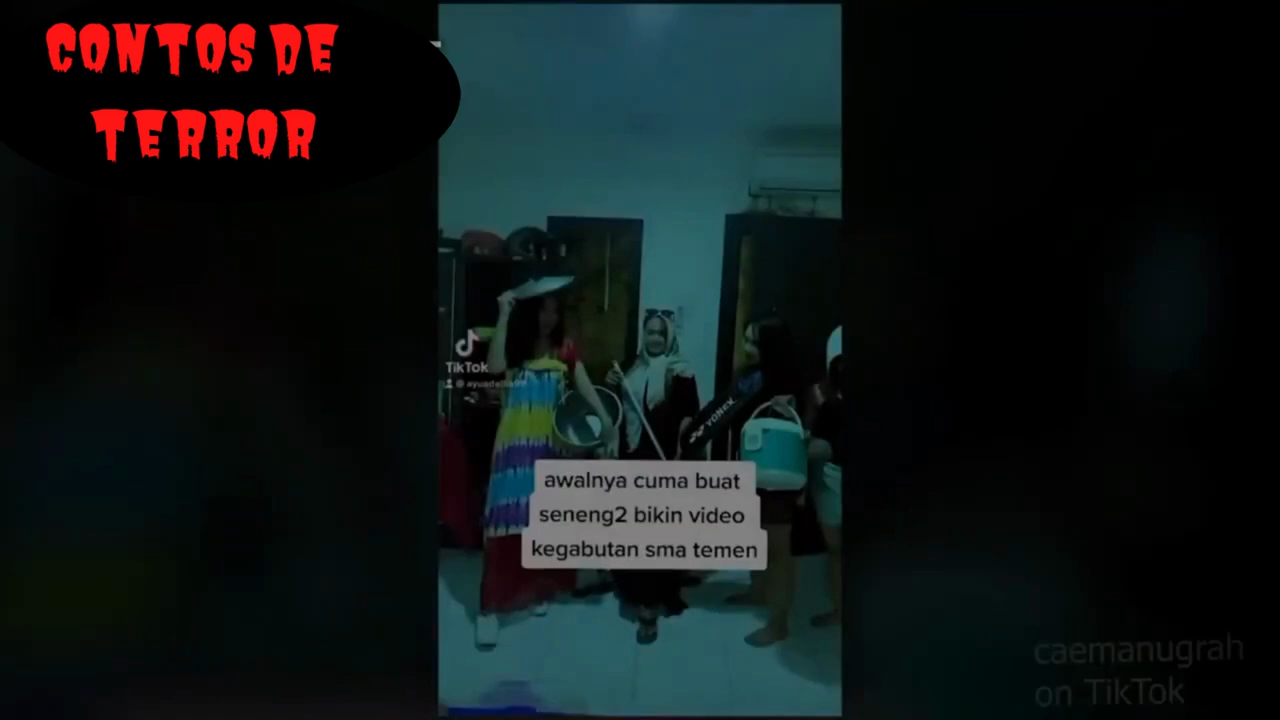 CONTOS DE
TERROR
TikTok
YONEX
awalnya cuma buat
seneng2 bikin video
kegabutan sma temen
caemanugrah
on TikTok